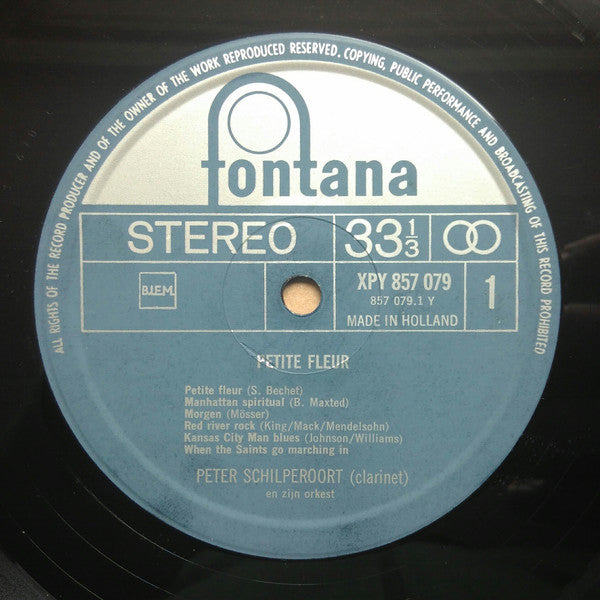 ALL RIGHTS OF THE RECORD PRODUCER AND OF THE OWNER OF THE WORK REPRODUCED RESERVED. COPYING, PUBLIC PERFORMANCE AND BROADCASTING OF THIS RECORD PROHIBITED
fontana
STEREO 33⅓
B.I.E.M. XPY 857 079 1
857 079.1 Y
MADE IN HOLLAND
PETITE FLEUR
Petite fleur (S. Bechet)
Manhattan spiritual (B. Maxted)
Morgen (Mösser)
Red river rock (King/Mack/Mendelsohn)
Kansas City Man blues (Johnson/Williams)
When the Saints go marching in
PETER SCHILPEROORT (clarinet)
en zijn orkest